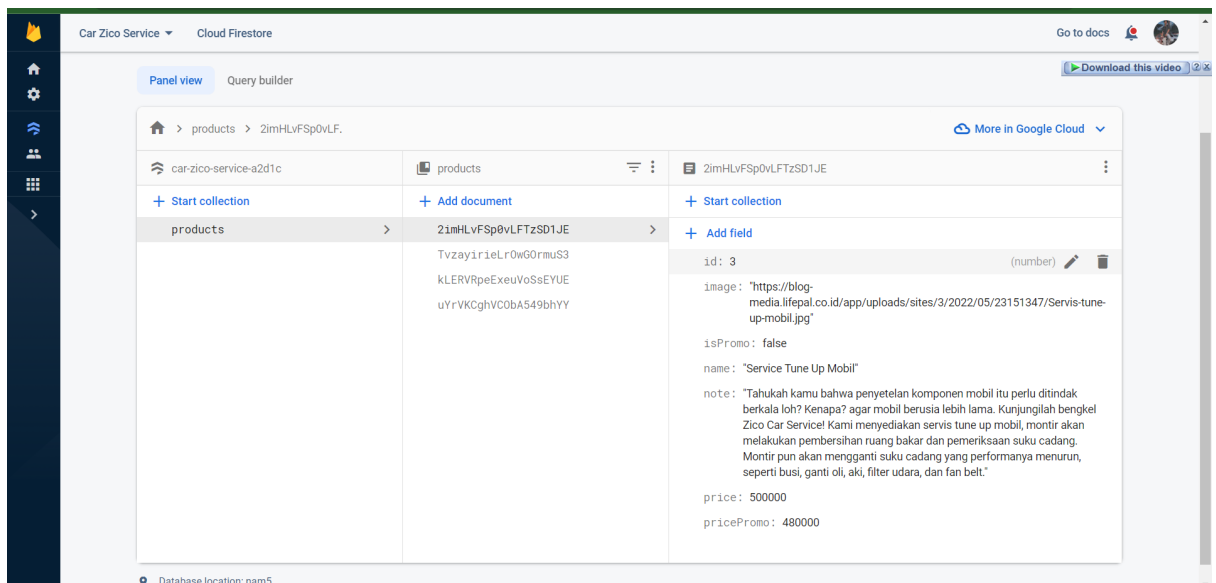 Car Zico Service
Cloud Firestore
Go to docs
Download this video
Panel view
Query builder
products > 2imHLvFSp0vLF.
More in Google Cloud
car-zico-service-a2d1c
products
2imHLvFSp0vLFTzSD1JE
+ Start collection
+ Add document
+ Start collection
products
2imHLvFSp0vLFTzSD1JE
TvzayirieLrOwGOrmuS3
kLERVRpeExeuVoSsEYUE
uYrVKCghVCObA549bhYY
+ Add field
id: 3
(number)
image: "https://blog-
media.lifepal.co.id/app/uploads/sites/3/2022/05/23151347/Servis-tune-
up-mobil.jpg"
isPromo: false
name: "Service Tune Up Mobil"
note: "Tahukah kamu bahwa penyetelan komponen mobil itu perlu ditindak
berkala loh? Kenapa? agar mobil berusia lebih lama. Kunjungilah bengkel
Zico Car Service! Kami menyediakan servis tune up mobil, montir akan
melakukan pembersihan ruang bakar dan pemeriksaan suku cadang.
Montir pun akan mengganti suku cadang yang performanya menurun,
seperti busi, ganti oli, aki, filter udara, dan fan belt."
price: 500000
pricePromo: 480000
Database location: nam5